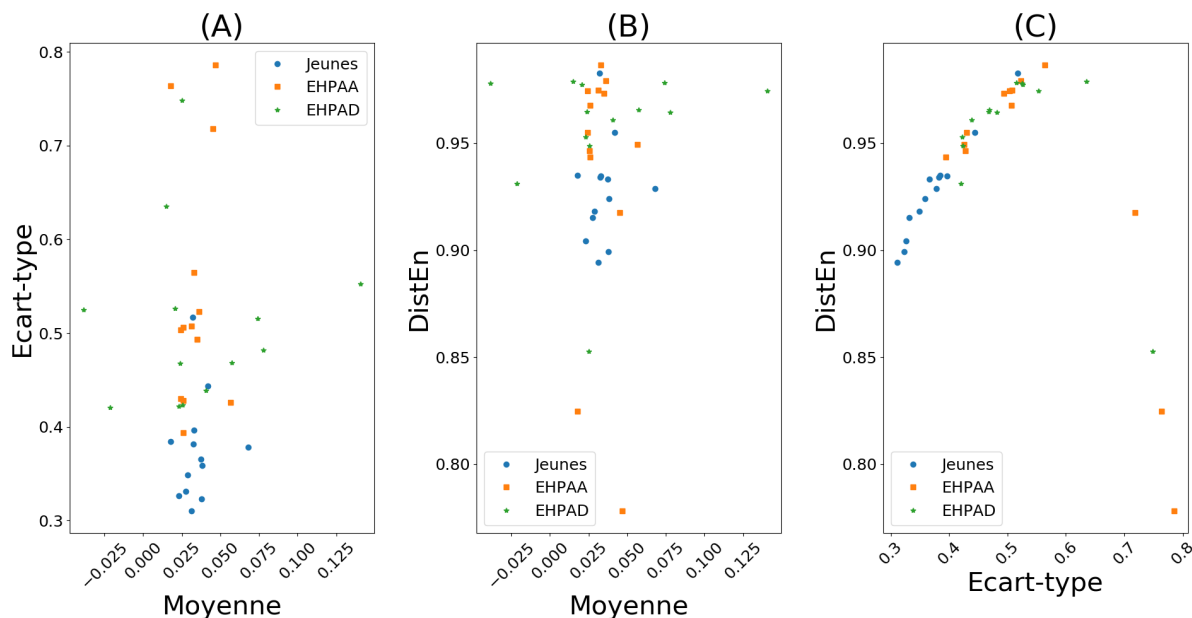 (A)
Ecart-type
0.8
0.7
0.6
0.5
0.4
0.3
Jeunes
EHPAA
EHPAD
−0.025
0.000
0.025
0.050
0.075
0.100
0.125
Moyenne
(B)
DistEn
0.95
0.90
0.85
0.80
Jeunes
EHPAA
EHPAD
−0.025
0.000
0.025
0.050
0.075
0.100
0.125
Moyenne
(C)
DistEn
0.95
0.90
0.85
0.80
Jeunes
EHPAA
EHPAD
0.3
0.4
0.5
0.6
0.7
0.8
Ecart-type